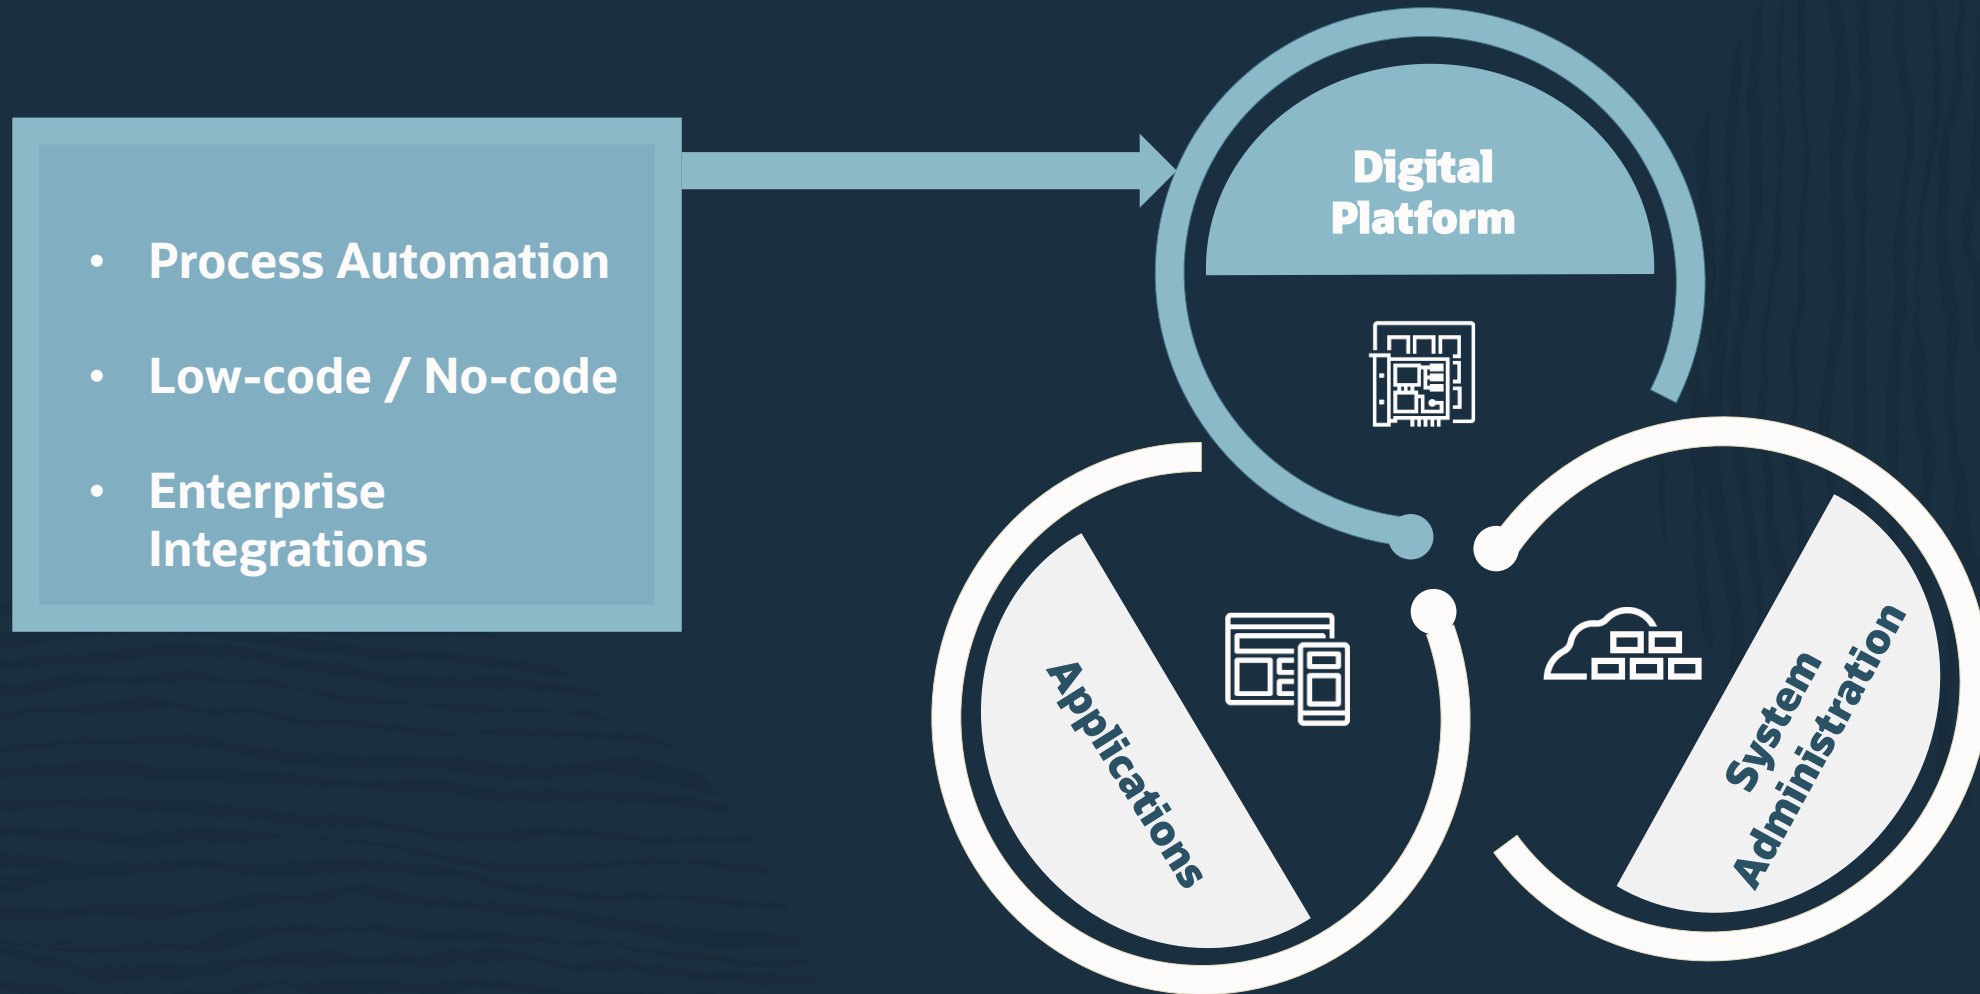 • Process Automation
• Low-code / No-code
• Enterprise
Integrations
Digital
Platform
Applications
System
Administration